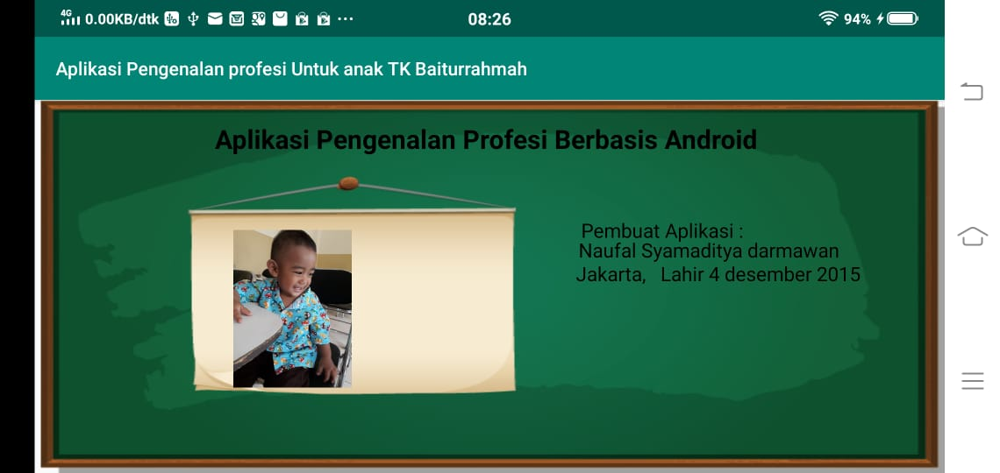 4G 0.00KB/dtk 08:26 94%
Aplikasi Pengenalan profesi Untuk anak TK Baiturrahmah
Aplikasi Pengenalan Profesi Berbasis Android
Pembuat Aplikasi :
Naufal Syamaditya darmawan
Jakarta, Lahir 4 desember 2015